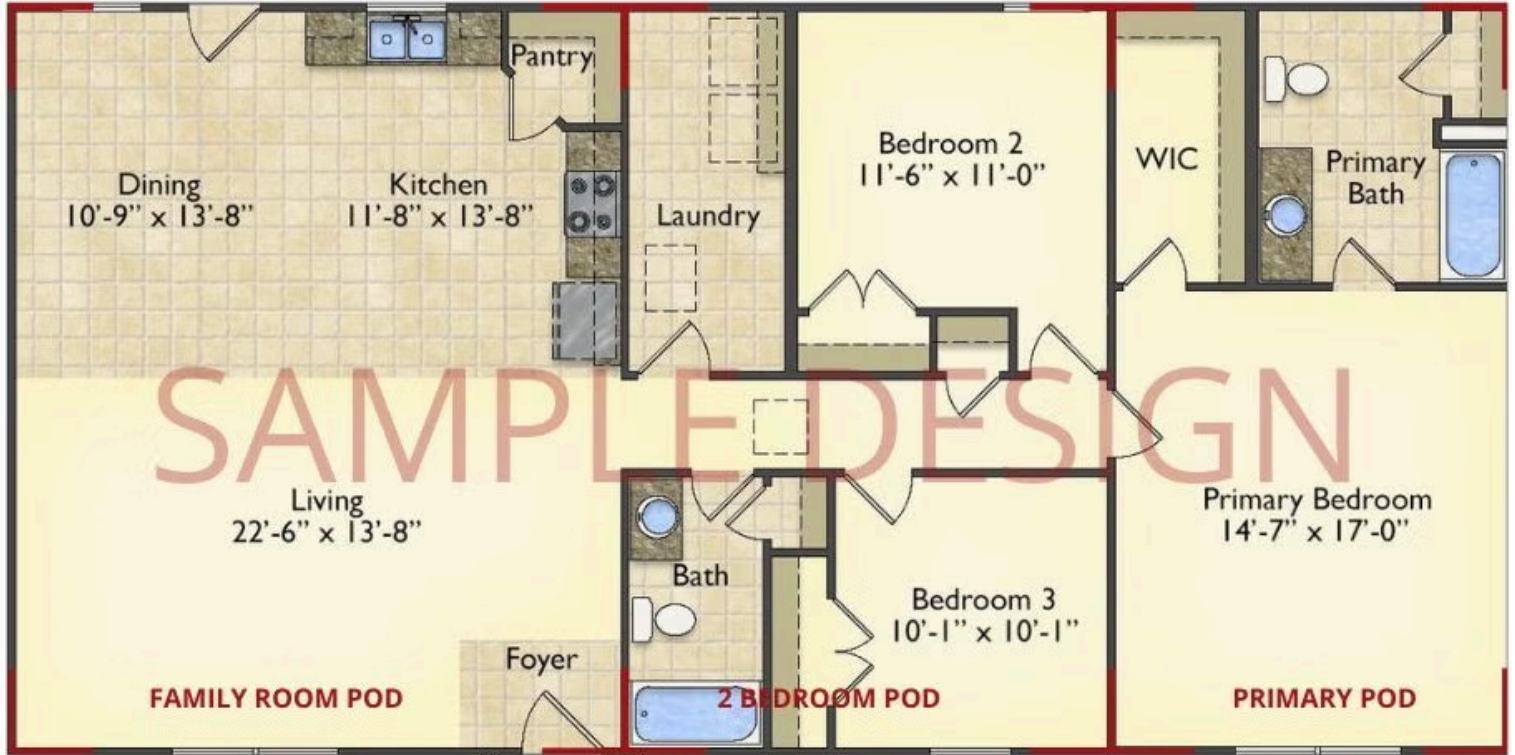 Pantry
Dining
10'-9” x 13'-8”
Kitchen
11'-8” x 13'-8”
Laundry
Bedroom 2
11'-6” x 11'-0”
WIC
Primary
Bath
SAMPLE DESIGN
Living
22'-6” x 13'-8”
Primary Bedroom
14'-7” x 17'-0”
Bath
Bedroom 3
10'-1” x 10'-1”
Foyer
FAMILY ROOM POD
2 BEDROOM POD
PRIMARY POD